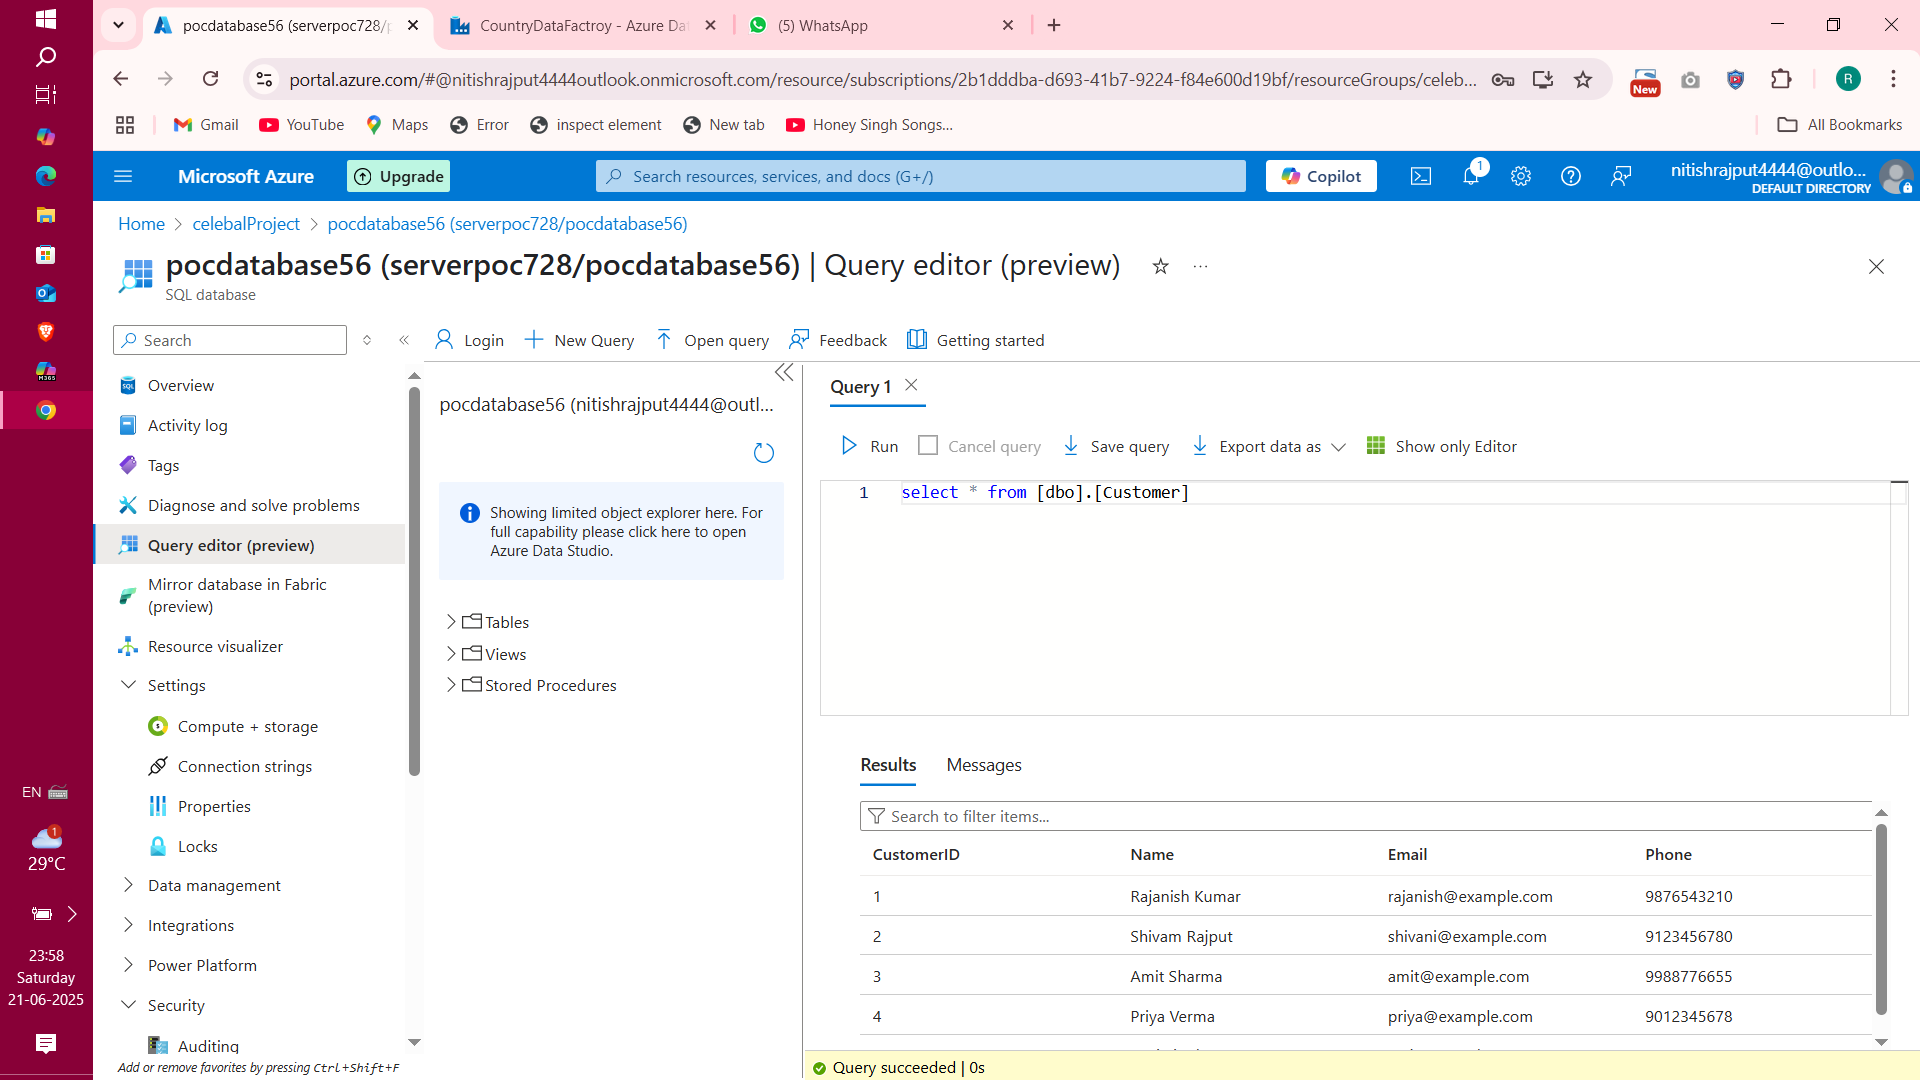 pocdatabase56 (serverpoc728/p
CountryDataFactroy - Azure Da
(5) WhatsApp
portal.azure.com/#@nitishrajput4444outlook.onmicrosoft.com/resource/subscriptions/2b1dddba-d693-41b7-9224-f84e600d19bf/resourceGroups/celeb...
New
R
Gmail
YouTube
Maps
Error
inspect element
New tab
Honey Singh Songs...
All Bookmarks
Microsoft Azure
Upgrade
Search resources, services, and docs (G+/)
Copilot
1
nitishrajput4444@outlo...
DEFAULT DIRECTORY
Home > celebalProject > pocdatabase56 (serverpoc728/pocdatabase56)
pocdatabase56 (serverpoc728/pocdatabase56) | Query editor (preview)
SQL database
Search
Overview
Activity log
Tags
Diagnose and solve problems
Query editor (preview)
Mirror database in Fabric
(preview)
Resource visualizer
Settings
Compute + storage
Connection strings
Properties
Locks
Data management
Integrations
Power Platform
Security
Auditing
Add or remove favorites by pressing Ctrl+Shift+F
Login
New Query
Open query
Feedback
Getting started
pocdatabase56 (nitishrajput4444@outl...
Showing limited object explorer here. For
full capability please click here to open
Azure Data Studio.
Tables
Views
Stored Procedures
Query 1
Run
Cancel query
Save query
Export data as
Show only Editor
1 select * from [dbo].[Customer]
Results
Messages
Search to filter items...
CustomerID Name Email Phone
1 Rajanish Kumar rajanish@example.com 9876543210
2 Shivam Rajput shivani@example.com 9123456780
3 Amit Sharma amit@example.com 9988776655
4 Priya Verma priya@example.com 9012345678
Query succeeded | 0s
M365
EN
1
29°C
23:58
Saturday
21-06-2025